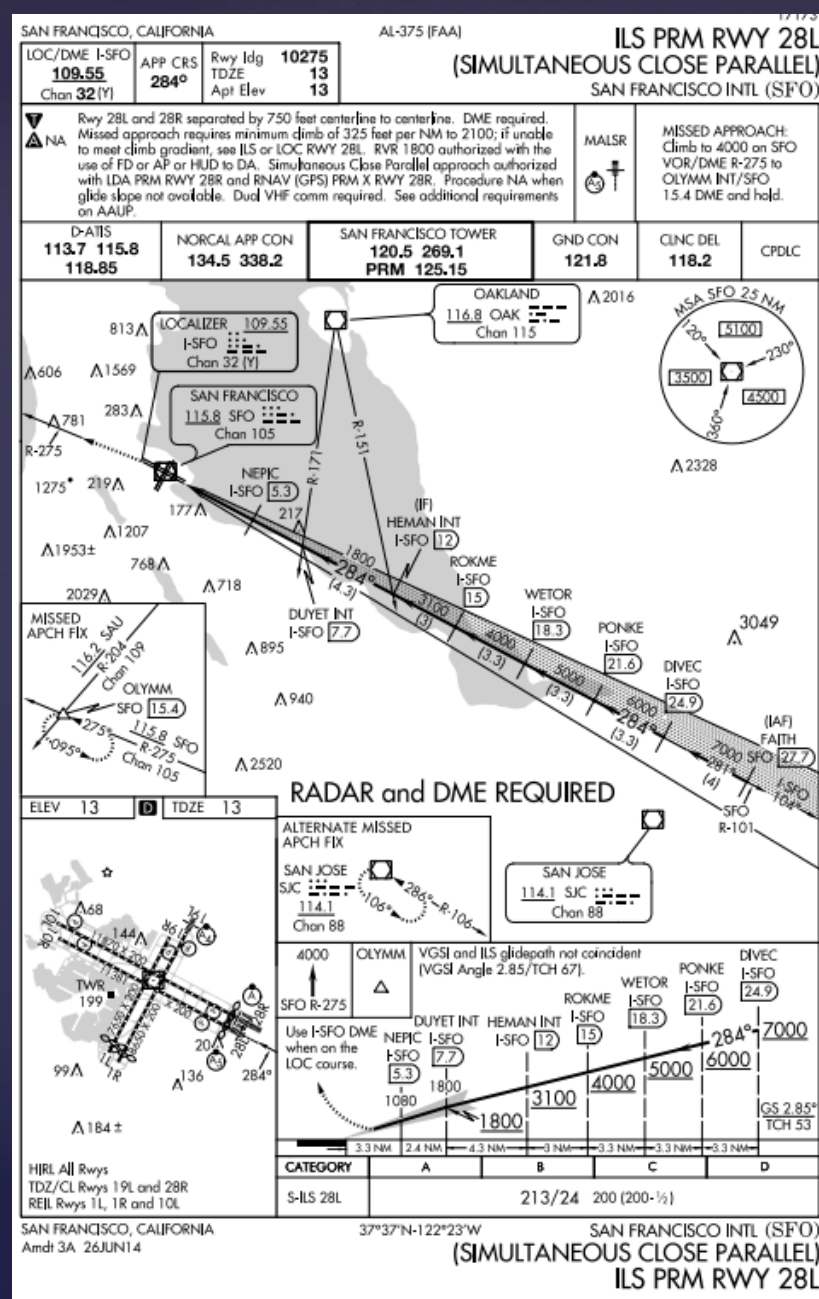 SAN FRANCISCO, CALIFORNIA
AL-375 (FAA)
17173
ILS PRM RWY 28L
(SIMULTANEOUS CLOSE PARALLEL)
SAN FRANCISCO INTL (SFO)
LOC/DME I-SFO
109.55
Chan 32 (Y)
APP CRS
284°
Rwy ldg 10275
TDZE 13
Apt Elev 13
T
A NA
Rwy 28L and 28R separated by 750 feet centerline to centerline. DME required.
Missed approach requires minimum climb of 325 feet per NM to 2100; if unable
to meet climb gradient, see ILS or LOC RWY 28L. RVR 1800 authorized with the
use of FD or AP or HUD to DA. Simultaneous Close Parallel approach authorized
with LDA PRM RWY 28R and RNAV (GPS) PRM X RWY 28R. Procedure NA when
glide slope not available. Dual VHF comm required. See additional requirements
on AAUP.
MALSR
A5
MISSED APPROACH:
Climb to 4000 on SFO
VOR/DME R-275 to
OLYMM INT/SFO
15.4 DME and hold.
D-ATIS
113.7 115.8
118.85
NORCAL APP CON
134.5 338.2
SAN FRANCISCO TOWER
120.5 269.1
PRM 125.15
GND CON
121.8
CLNC DEL
118.2
CPDLC
OAKLAND
116.8 OAK
Chan 115
2016
MSA SFO 25 NM
120°
5100
230°
3500
4500
360°
813
LOCALIZER 109.55
I-SFO
Chan 32 (Y)
606
1569
283
SAN FRANCISCO
115.8 SFO
Chan 105
781
R-275
1275
219
177
NEPIC
I-SFO 5.3
217
R-171
R-151
2328
(IF)
HEMAN INT
I-SFO 12
1207
1953±
768
718
2029
1800
284°
(4.3)
ROKME
I-SFO
15
DUYET INT
I-SFO 7.7
3100
(3)
WETOR
I-SFO
18.3
4000
(3.3)
PONKE
I-SFO
21.6
3049
5000
(3.3)
DIVEC
I-SFO
24.9
6000
284°
(3.3)
(IAF)
FAITH
SFO 27.7
7000
281°
(4)
I-SFO
104°
SFO
R-101
895
940
2520
MISSED
APCH FIX
116.2 SAU
R-204
Chan 109
OLYMM
SFO 15.4
275°
095°
115.8 SFO
R-275
Chan 105
RADAR and DME REQUIRED
ELEV 13
D
TDZE 13
ALTERNATE MISSED
APCH FIX
SAN JOSE
SJC
114.1
Chan 88
106°
286°
R-106
SAN JOSE
114.1 SJC
Chan 88
68
144
TWR
199
10L
10R
19L
19R
11870 X 200
11381 X 200
7650 X 200
1L
1R
28L
28R
20
A
A5
284°
99
136
184 ±
HIRL All Rwys
TDZ/CL Rwys 19L and 28R
REIL Rwys 1L, 1R and 10L
4000
SFO R-275
OLYMM
VGSI and ILS glidepath not coincident
(VGSI Angle 2.85/TCH 67).
Use I-SFO DME
when on the
LOC course.
NEPIC
I-SFO
5.3
1080
DUYET INT
I-SFO
7.7
1800
HEMAN INT
I-SFO 12
ROKME
I-SFO
15
WETOR
I-SFO
18.3
PONKE
I-SFO
21.6
DIVEC
I-SFO
24.9
284°
1800
3100
4000
5000
6000
7000
GS 2.85°
TCH 53
3.3 NM 2.4 NM 4.3 NM 3 NM 3.3 NM 3.3 NM 3.3 NM
CATEGORY A B C D
S-ILS 28L 213/24 200 (200-½)
SAN FRANCISCO, CALIFORNIA
Amdt 3A 26JUN14
37°37'N-122°23'W
SAN FRANCISCO INTL (SFO)
(SIMULTANEOUS CLOSE PARALLEL)
ILS PRM RWY 28L